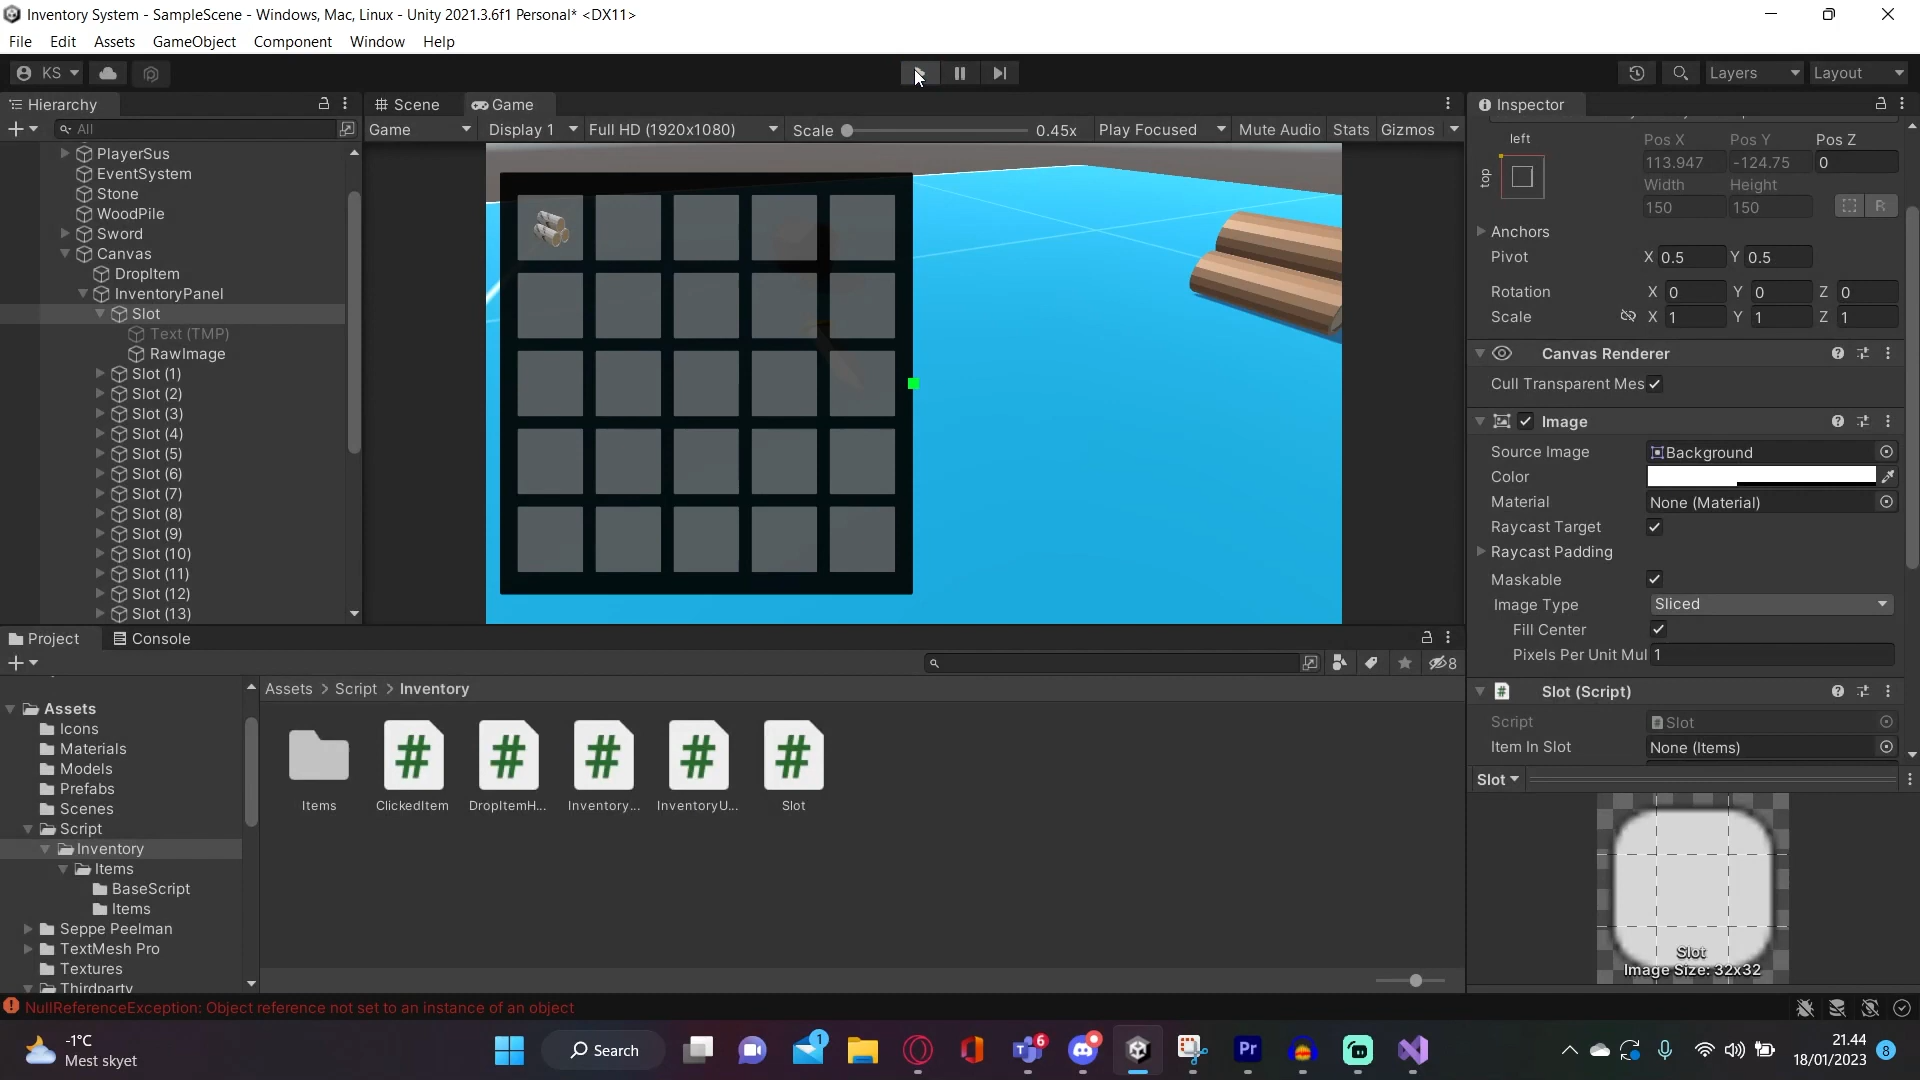 Inventory System - SampleScene - Windows, Mac, Linux - Unity 2021.3.6f1 Personal* <DX11>
File Edit Assets GameObject Component Window Help
KS Layers Layout
Hierarchy Scene Game Inspector
All Game Display 1 Full HD (1920x1080) Scale 0.45x Play Focused Mute Audio Stats Gizmos
PlayerSus
EventSystem
Stone
WoodPile
Sword
Canvas
DropItem
InventoryPanel
Slot
Text (TMP)
RawImage
Slot (1)
Slot (2)
Slot (3)
Slot (4)
Slot (5)
Slot (6)
Slot (7)
Slot (8)
Slot (9)
Slot (10)
Slot (11)
Slot (12)
Slot (13)
left Pos X Pos Y Pos Z
113.947 -124.75 0
top
Width Height
150 150 R
Anchors
Pivot X 0.5 Y 0.5
Rotation X 0 Y 0 Z 0
Scale X 1 Y 1 Z 1
Canvas Renderer
Cull Transparent Mes
Image
Source Image Background
Color
Material None (Material)
Raycast Target
Raycast Padding
Maskable
Image Type Sliced
Fill Center
Pixels Per Unit Mul 1
# Slot (Script)
Script Slot
Item In Slot None (Items)
Slot
Slot
Image Size: 32x32
Project Console
8
Assets > Script > Inventory
Assets
Icons
Materials
Models
Prefabs
Scenes
Script
Inventory
Items
BaseScript
Items
Seppe Peelman
TextMesh Pro
Textures
Thirdparty
# # # # #
Items ClickedItem DropItemH... Inventory... InventoryU... Slot
NullReferenceException: Object reference not set to an instance of an object
-1°C
Mest skyet
Search
1
6
Pr
21.44
18/01/2023
8